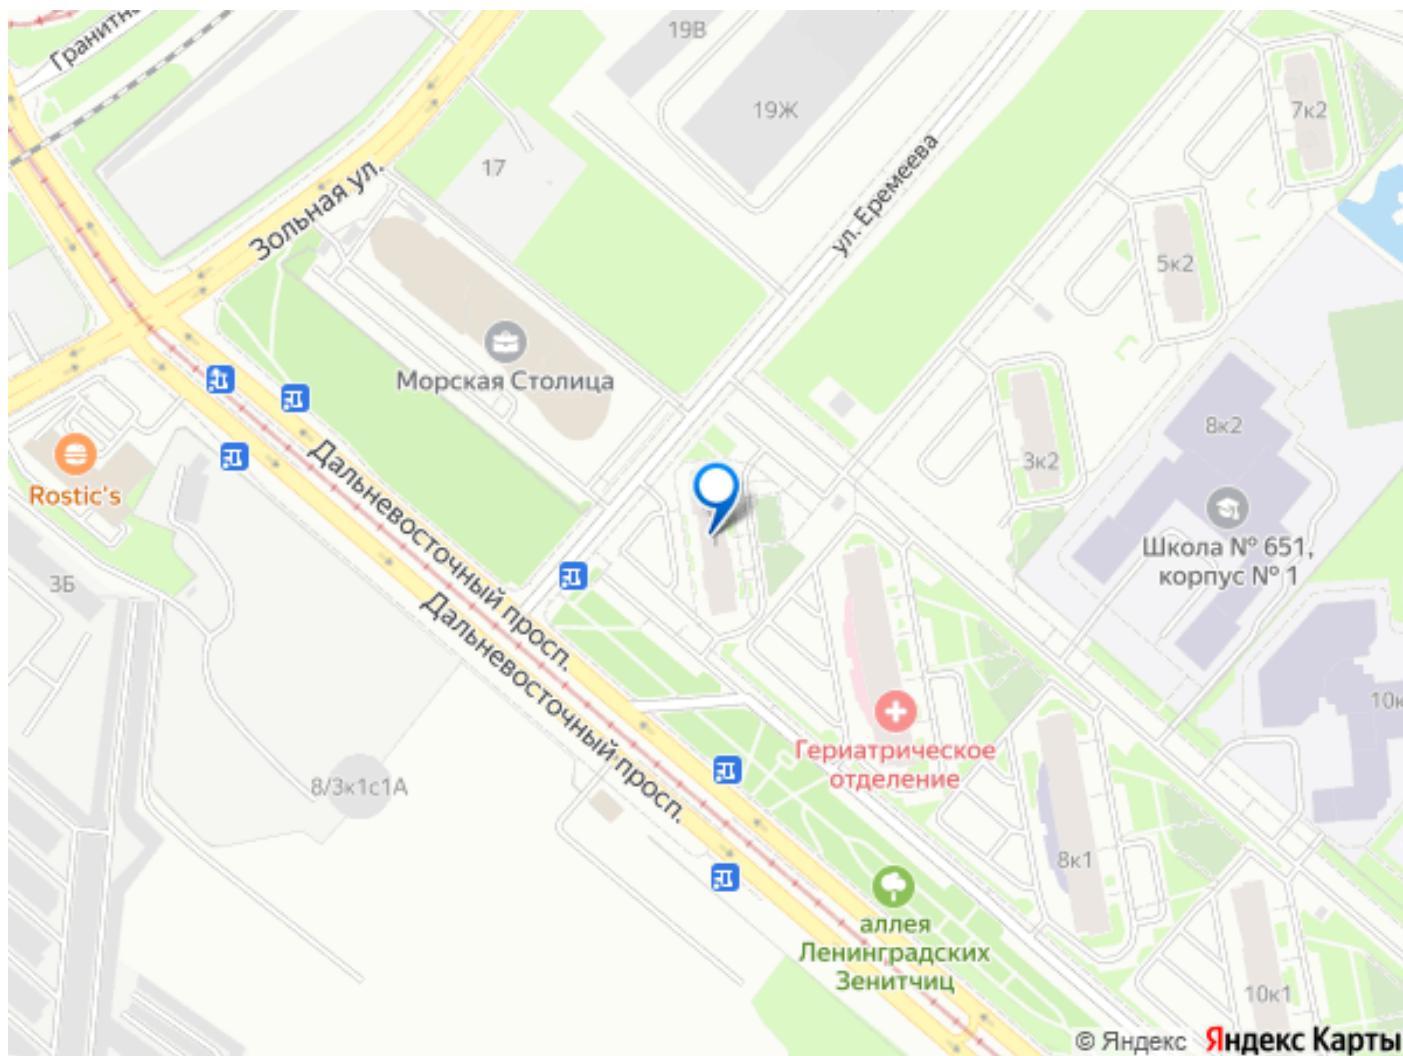 Гранитн
19В
19Ж
7к2
17
Зольная ул.
ул. Еремеева
5к2
Морская Столица
8к2
3к2
Rostic's
Дальневосточный просп.
Школа № 651,
корпус № 1
3Б
Дальневосточный просп.
10к
Гериатрическое
отделение
8/3к1с1А
8к1
аллея
Ленинградских
Зенитчиц
10к1
© Яндекс Яндекс Карты